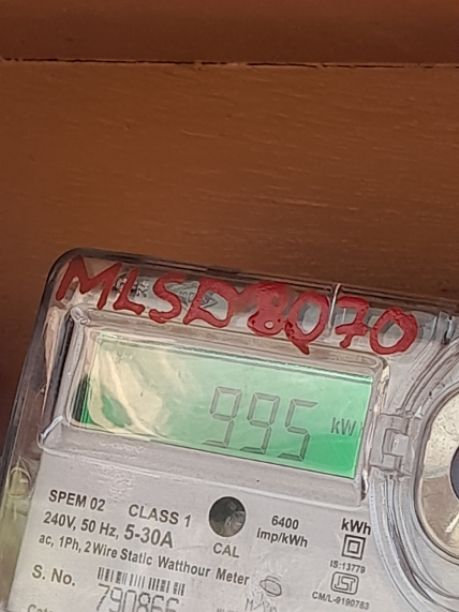 MLSD8Q70
995 kW
SPEM 02 CLASS 1 6400 kWh
240V, 50 Hz, 5-30A CAL Imp/kWh
ac, 1Ph, 2 Wire Static Watthour Meter IS:13779
S. No. CM/L-9190783
790866